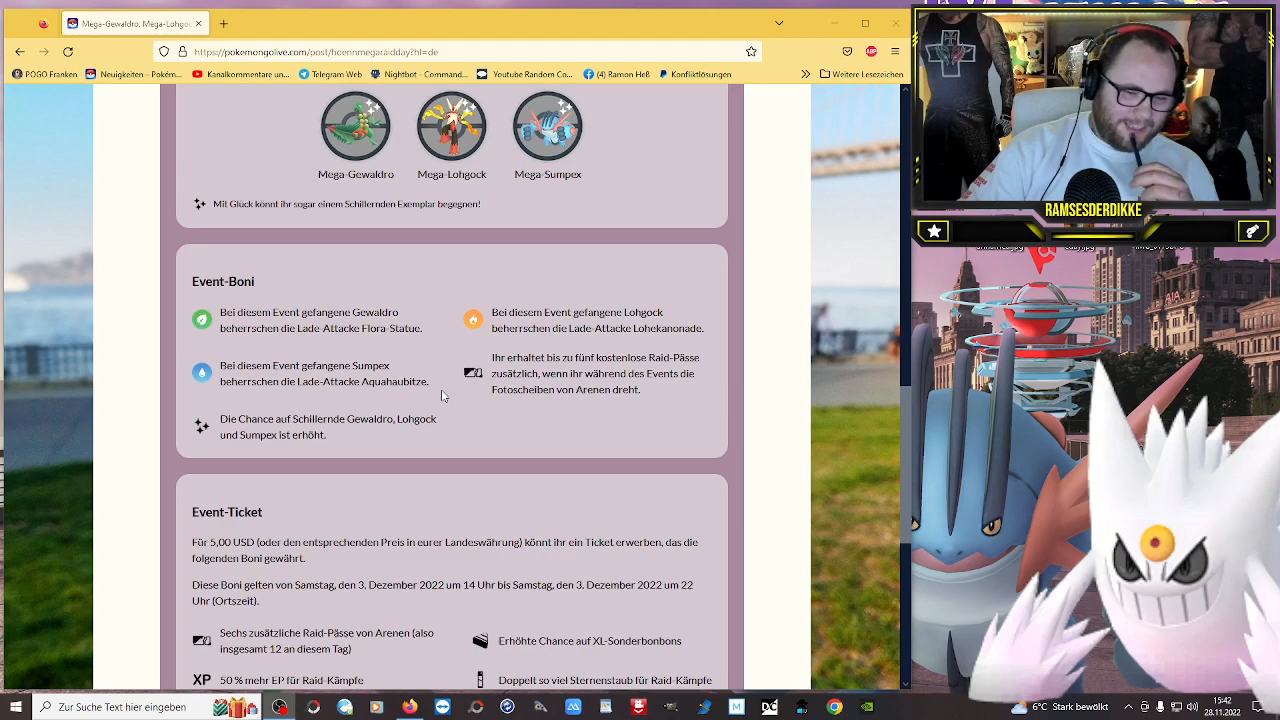 Mega-Gewaldro, Mega-Lohgoc
https://pokemongolive.com/post/hoennmegaraidday?hl=de
POGO Franken
Neuigkeiten - Pokém...
Kanalkommentare un...
Telegram Web
Nightbot - Comman...
Youtube Random Co...
(4) Ramon Heß
Konfliktlösungen
Weitere Lesezeichen
Mega-Gewaldro
Mega-Lohgock
Mega-Sumpex
Mit Glück könnt ihr sogar einem Schillernden Exemplar begegnen!
Event-Boni
Bei diesem Event gefangene Gewaldro
beherrschen die Lade-Attacke Flora-Statue.
Bei diesem Event gefangene Lohgock
beherrschen die Lade-Attacke Lohekanonade.
Bei diesem Event gefangene Sumpex
beherrschen die Lade-Attacke Aquahaubitze.
Ihr erhaltet bis zu fünf kostenlose Raid-Pässe
zusätzlich, wenn ihr während des Events die
Fotoscheiben von Arenen dreht.
Die Chance auf Schillernde Gewaldro, Lohgock
und Sumpex ist erhöht.
Event-Ticket
Für 5,00 USD (oder den entsprechenden Preis in eurer Landeswährung) könnt ihr ein Ticket erwerben, das die
folgenden Boni gewährt.
Diese Boni gelten von Samstag, den 3. Dezember 2022 um 14 Uhr bis Samstag, den 3. Dezember 2022 um 22
Uhr (Ortszeit).
Sechs zusätzliche Raid-Pässe von Arenen (also
insgesamt 12 an diesem Tag)
Erhöhte Chance auf XL-Sonderbonbons
XP
50 % mehr EP für Raid-Kämpfe
Doppelt so viel Sternenstaub für Raid-Kämpfe
RAMSESDERDIKKE
AIA
Zur Suche Text hier eingeben
6°C Stark bewölkt
15:42
28.11.2022